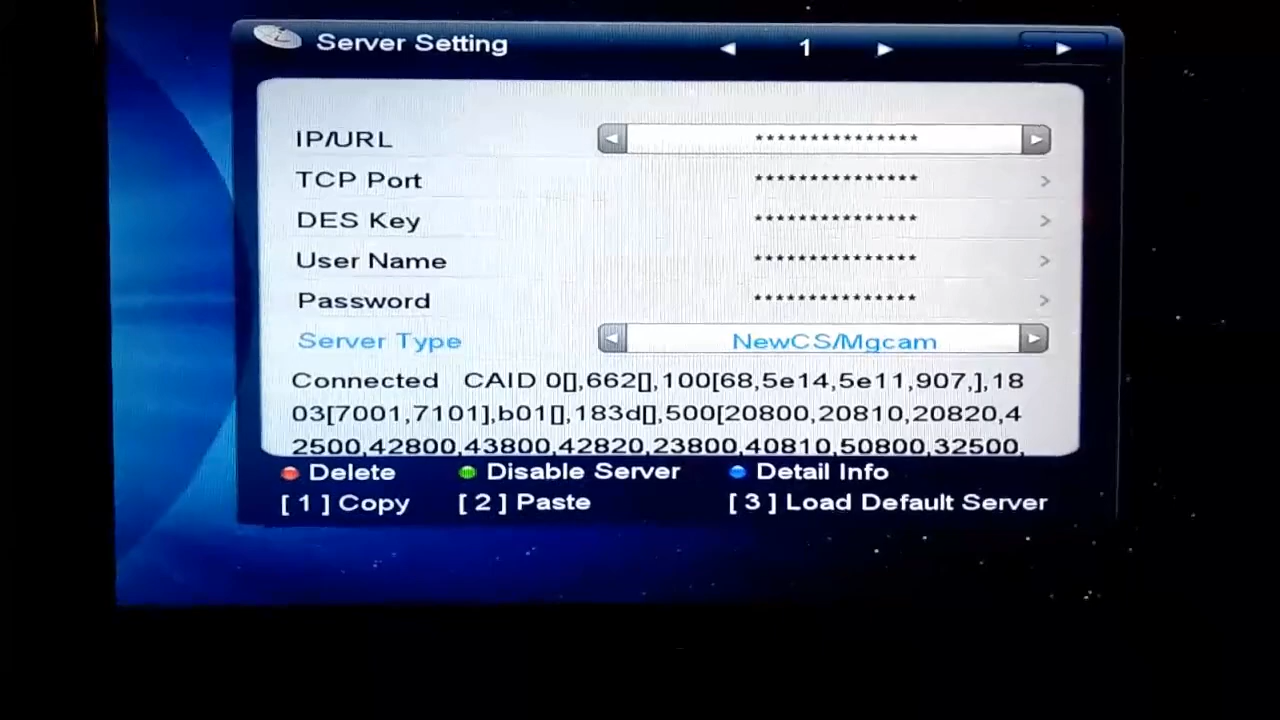 Server Setting ◀ 1 ▶ ▶
IP/URL ***************
TCP Port *************** >
DES Key *************** >
User Name *************** >
Password *************** >
Server Type NewCS/Mgcam
Connected CAID 0[],662[],100[68,5e14,5e11,907,],18
03[7001,7101],b01[],183d[],500[20800,20810,20820,4
2500,42800,43800,42820,23800,40810,50800,32500,
Delete Disable Server Detail Info
[ 1 ] Copy [ 2 ] Paste [ 3 ] Load Default Server